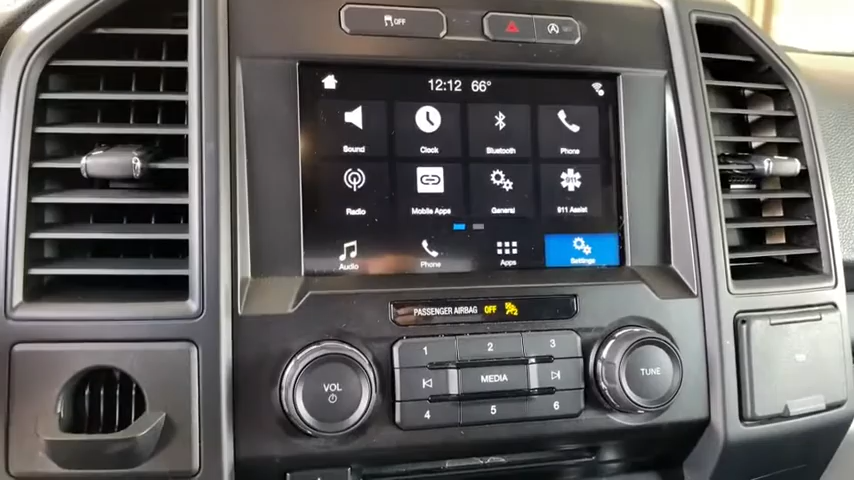 OFF
12:12 66°
Sound Clock Bluetooth Phone
Radio Mobile Apps General 911 Assist
Audio Phone Apps Settings
PASSENGER AIRBAG OFF
1 2 3
VOL MEDIA TUNE
4 5 6